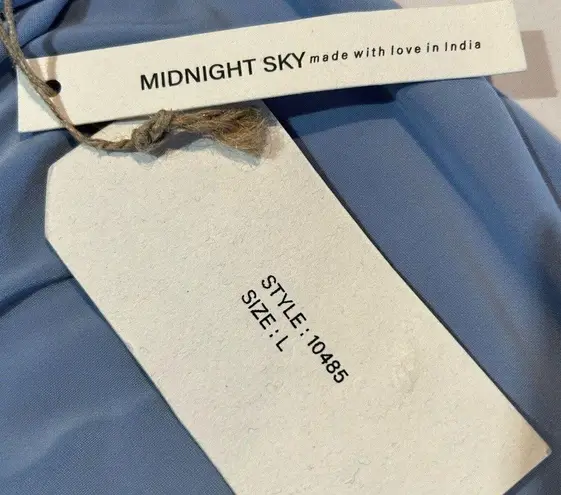 MIDNIGHT SKY made with love in India
STYLE : 10485
SIZE : L